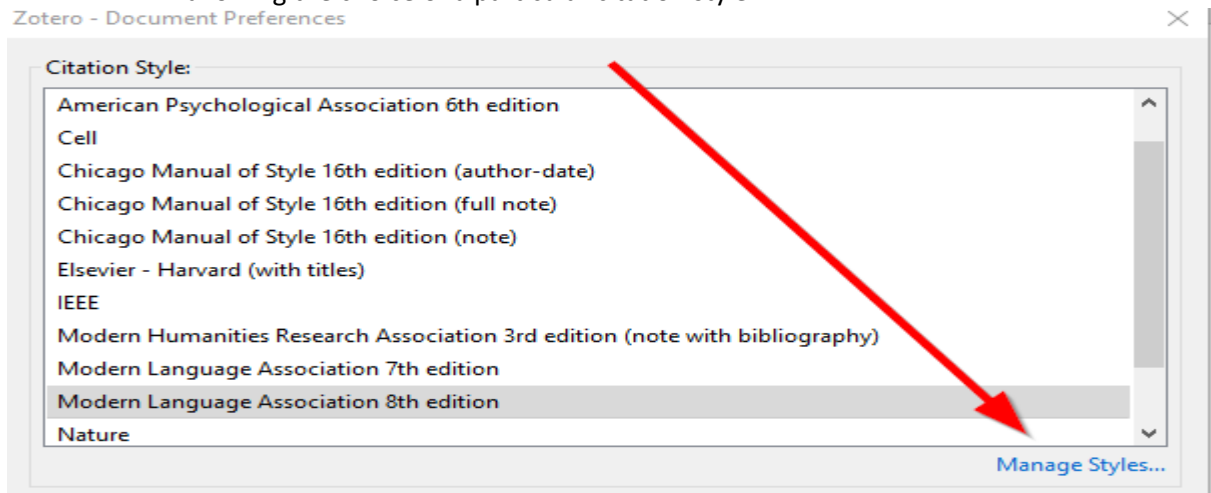 Zotero - Document Preferences
Citation Style:
American Psychological Association 6th edition
Cell
Chicago Manual of Style 16th edition (author-date)
Chicago Manual of Style 16th edition (full note)
Chicago Manual of Style 16th edition (note)
Elsevier - Harvard (with titles)
IEEE
Modern Humanities Research Association 3rd edition (note with bibliography)
Modern Language Association 7th edition
Modern Language Association 8th edition
Nature
Manage Styles...